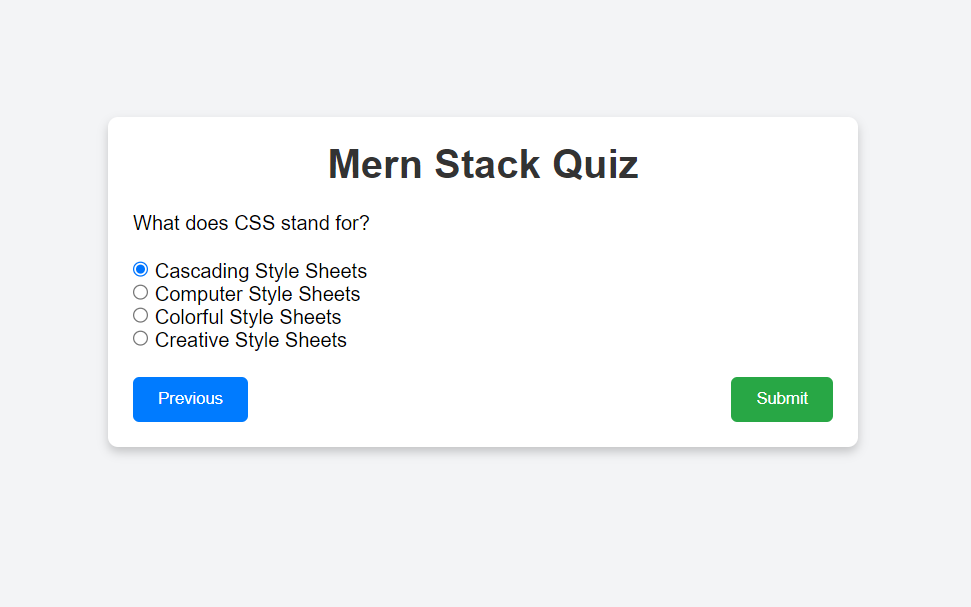 Mern Stack Quiz
What does CSS stand for?
Cascading Style Sheets
Computer Style Sheets
Colorful Style Sheets
Creative Style Sheets
Previous
Submit